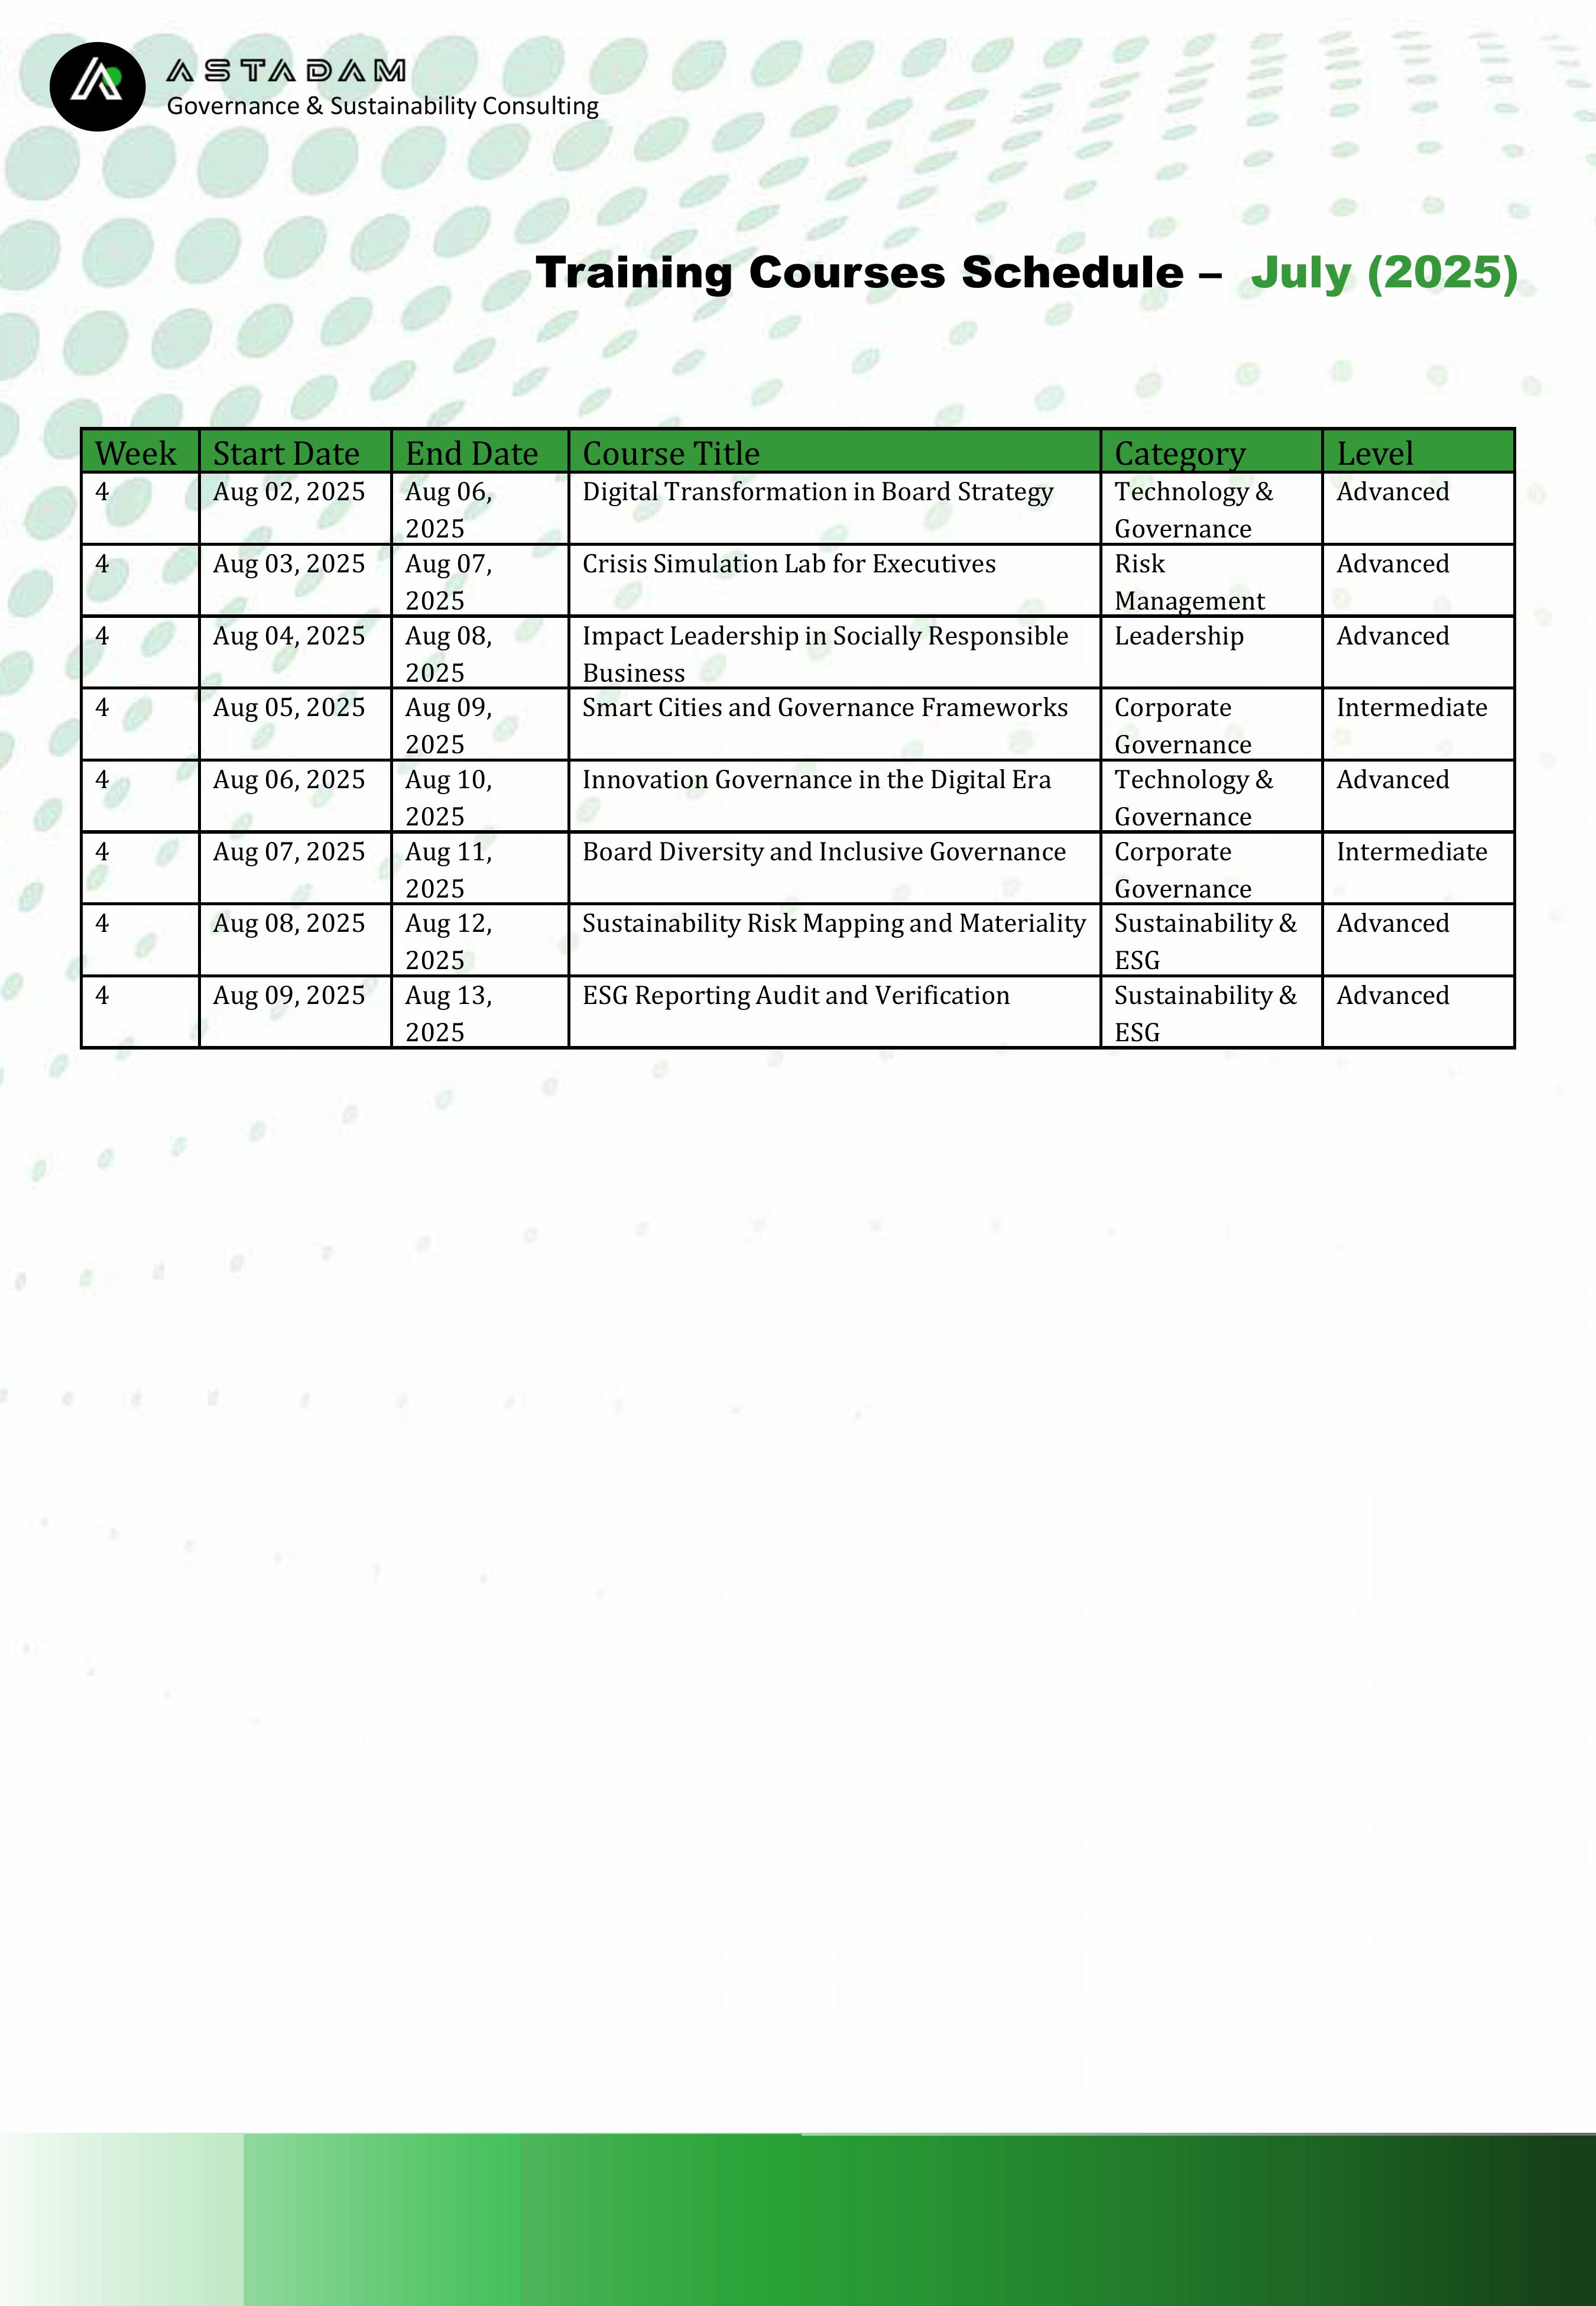 ASTADAM
Governance & Sustainability Consulting
Training Courses Schedule – July (2025)
Week Start Date End Date Course Title Category Level
4 Aug 02, 2025 Aug 06, Digital Transformation in Board Strategy Technology & Advanced
2025 Governance
4 Aug 03, 2025 Aug 07, Crisis Simulation Lab for Executives Risk Advanced
2025 Management
4 Aug 04, 2025 Aug 08, Impact Leadership in Socially Responsible Leadership Advanced
2025 Business
4 Aug 05, 2025 Aug 09, Smart Cities and Governance Frameworks Corporate Intermediate
2025 Governance
4 Aug 06, 2025 Aug 10, Innovation Governance in the Digital Era Technology & Advanced
2025 Governance
4 Aug 07, 2025 Aug 11, Board Diversity and Inclusive Governance Corporate Intermediate
2025 Governance
4 Aug 08, 2025 Aug 12, Sustainability Risk Mapping and Materiality Sustainability & Advanced
2025 ESG
4 Aug 09, 2025 Aug 13, ESG Reporting Audit and Verification Sustainability & Advanced
2025 ESG